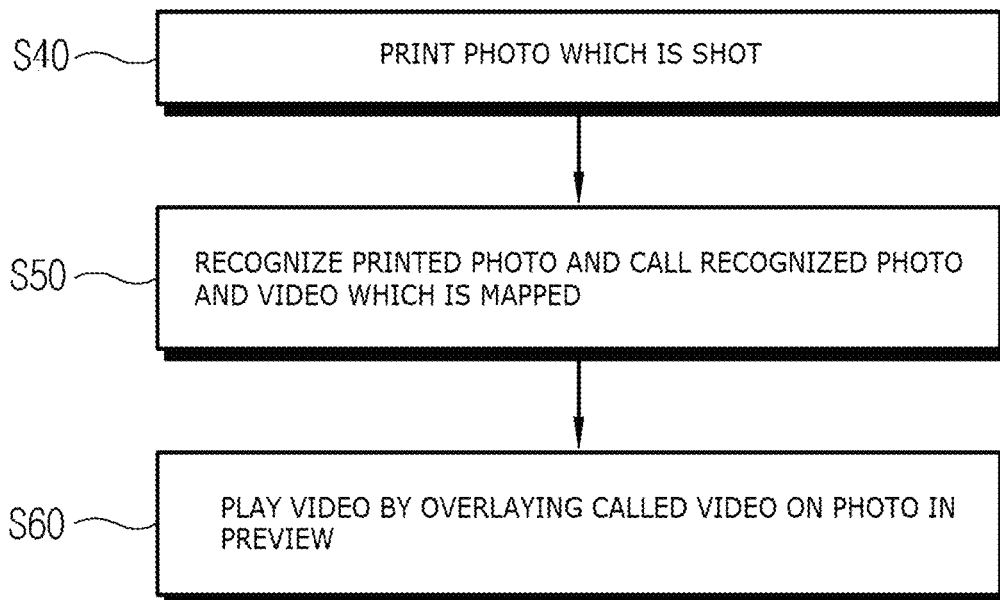 S40
PRINT PHOTO WHICH IS SHOT
S50
RECOGNIZE PRINTED PHOTO AND CALL RECOGNIZED PHOTO
AND VIDEO WHICH IS MAPPED
S60
PLAY VIDEO BY OVERLAYING CALLED VIDEO ON PHOTO IN
PREVIEW